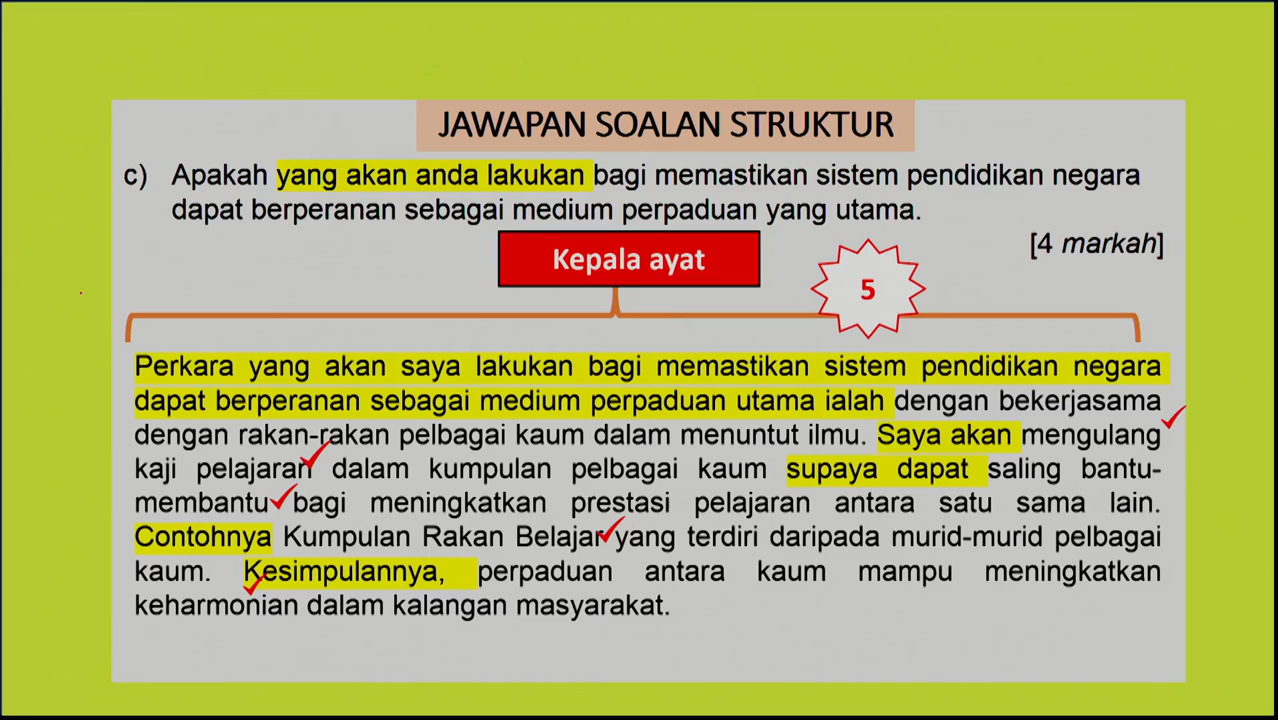 JAWAPAN SOALAN STRUKTUR
c) Apakah yang akan anda lakukan bagi memastikan sistem pendidikan negara
dapat berperanan sebagai medium perpaduan yang utama.
[4 markah]
Kepala ayat
5
Perkara yang akan saya lakukan bagi memastikan sistem pendidikan negara
dapat berperanan sebagai medium perpaduan utama ialah dengan bekerjasama
dengan rakan-rakan pelbagai kaum dalam menuntut ilmu. Saya akan mengulang
kaji pelajaran dalam kumpulan pelbagai kaum supaya dapat saling bantu-
membantu bagi meningkatkan prestasi pelajaran antara satu sama lain.
Contohnya Kumpulan Rakan Belajar yang terdiri daripada murid-murid pelbagai
kaum. Kesimpulannya, perpaduan antara kaum mampu meningkatkan
keharmonian dalam kalangan masyarakat.